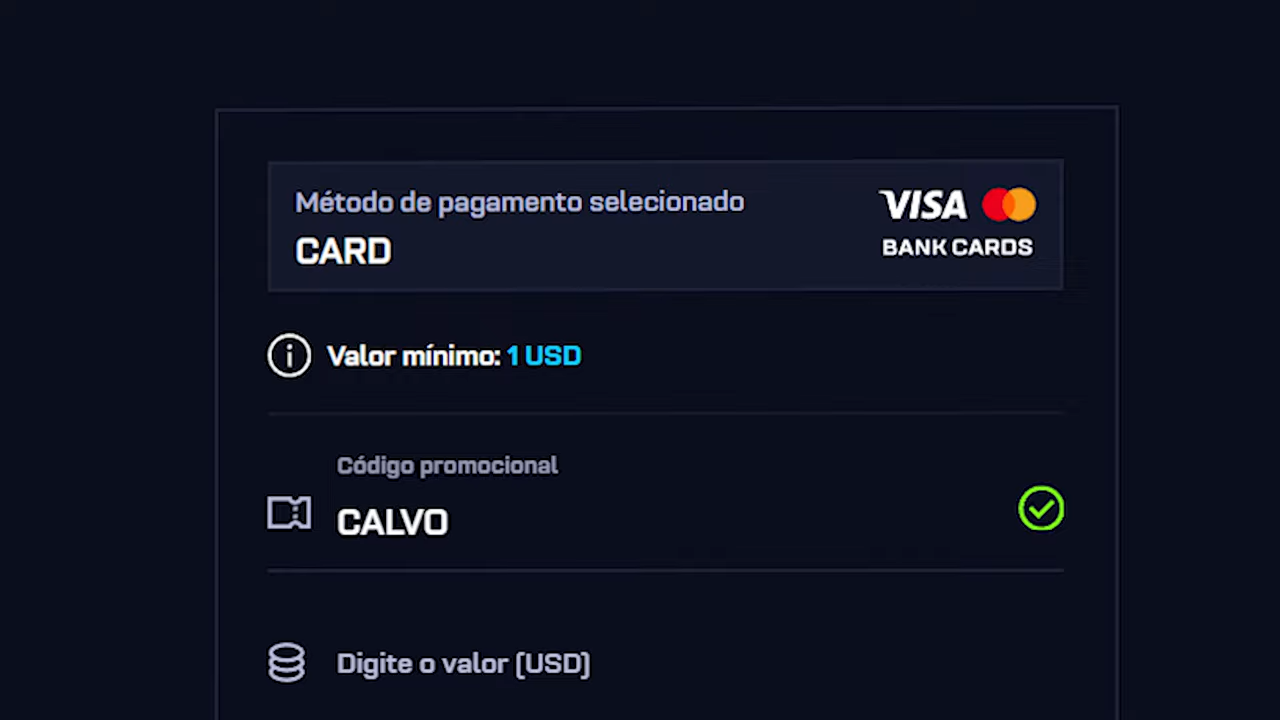 Método de pagamento selecionado
CARD
VISA
BANK CARDS
Valor mínimo: 1 USD
Código promocional
CALVO
Digite o valor (USD)